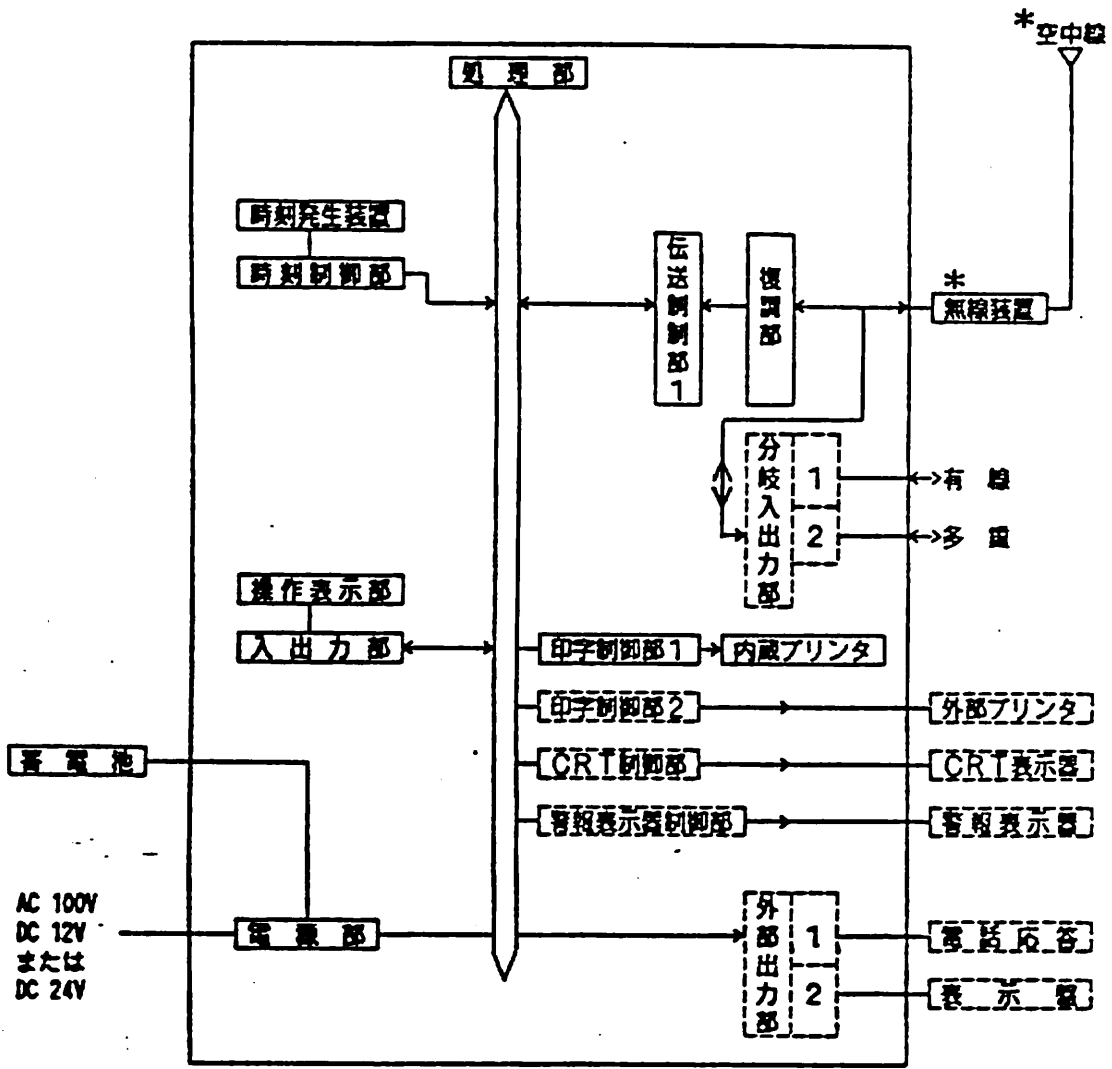 *空中線
処理部
時刻発生装置
時刻制御部
伝送制御部1
復調部
*
無線装置
分岐入出力部
1
有線
2
多重
操作表示部
入出力部
印字制御部1
内蔵プリンタ
印字制御部2
外部プリンタ
蓄電池
CRT制御部
CRT表示器
警報表示器制御部
警報表示器
AC 100V
DC 12V
または
DC 24V
電源部
外部出力部
1
電話応答
2
表示盤